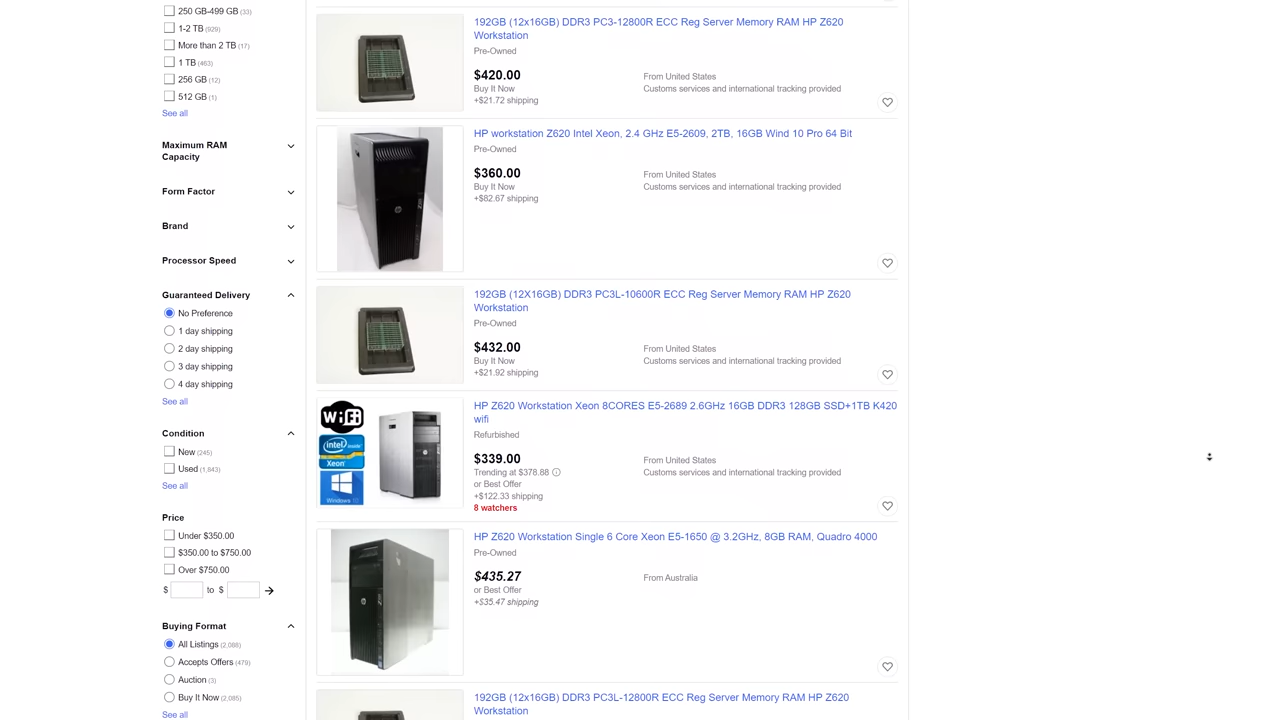 250 GB-499 GB (33)
1-2 TB (929)
More than 2 TB (17)
1 TB (463)
256 GB (12)
512 GB (1)
See all
Maximum RAM
Capacity
Form Factor
Brand
Processor Speed
Guaranteed Delivery
No Preference
1 day shipping
2 day shipping
3 day shipping
4 day shipping
See all
Condition
New (245)
Used (1,843)
See all
Price
Under $350.00
$350.00 to $750.00
Over $750.00
$ to $
Buying Format
All Listings (2,088)
Accepts Offers (479)
Auction (3)
Buy It Now (2,085)
See all
192GB (12x16GB) DDR3 PC3-12800R ECC Reg Server Memory RAM HP Z620
Workstation
Pre-Owned
$420.00
Buy It Now
+$21.72 shipping
From United States
Customs services and international tracking provided
HP workstation Z620 Intel Xeon, 2.4 GHz E5-2609, 2TB, 16GB Wind 10 Pro 64 Bit
Pre-Owned
$360.00
Buy It Now
+$82.67 shipping
From United States
Customs services and international tracking provided
192GB (12X16GB) DDR3 PC3L-10600R ECC Reg Server Memory RAM HP Z620
Workstation
Pre-Owned
$432.00
Buy It Now
+$21.92 shipping
From United States
Customs services and international tracking provided
WiFi
intel inside
Xeon
Windows 10
HP Z620 Workstation Xeon 8CORES E5-2689 2.6GHz 16GB DDR3 128GB SSD+1TB K420
wifi
Refurbished
$339.00
Trending at $378.88
or Best Offer
+$122.33 shipping
8 watchers
From United States
Customs services and international tracking provided
HP Z620 Workstation Single 6 Core Xeon E5-1650 @ 3.2GHz, 8GB RAM, Quadro 4000
Pre-Owned
$435.27
or Best Offer
+$35.47 shipping
From Australia
192GB (12x16GB) DDR3 PC3L-12800R ECC Reg Server Memory RAM HP Z620
Workstation